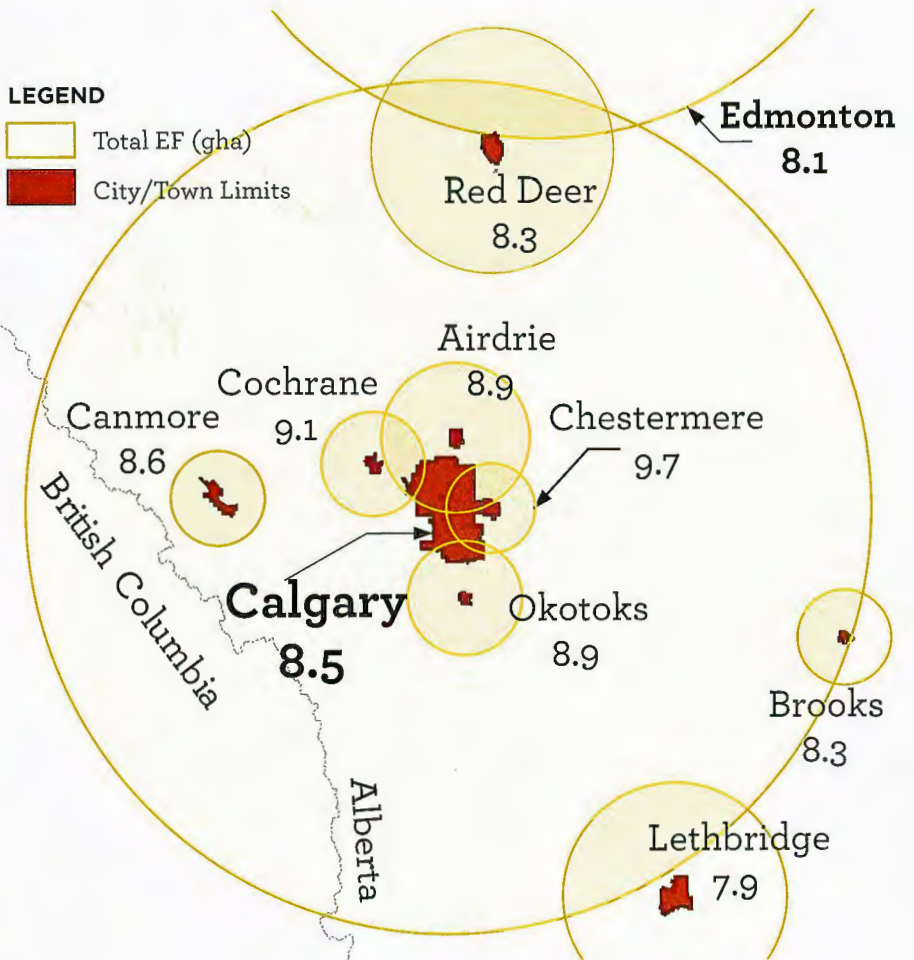 LEGEND
Total EF (gha)
City/Town Limits
Edmonton
8.1
Red Deer
8.3
Airdrie
8.9
Cochrane
9.1
Canmore
8.6
Chestermere
9.7
British Columbia
Calgary
8.5
Okotoks
8.9
Brooks
8.3
Alberta
Lethbridge
7.9